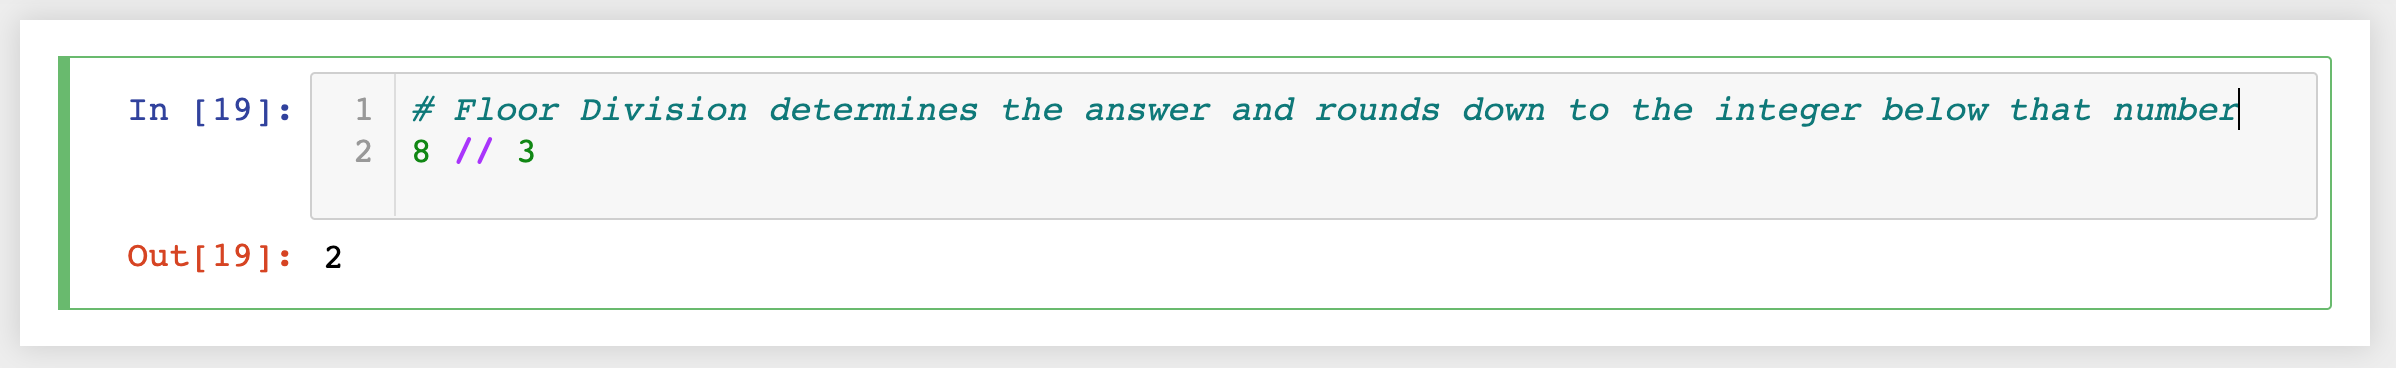 In [19]: 1 # Floor Division determines the answer and rounds down to the integer below that number
2 8 // 3
Out[19]: 2